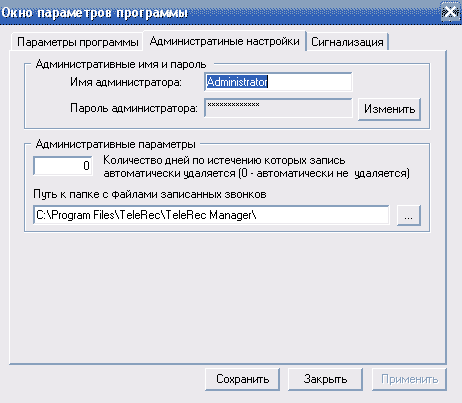 Окно параметров программы
Параметры программы Административные настройки Сигнализация
Административные имя и пароль
Имя администратора: Administrator
Пароль администратора: ************* Изменить
Административные параметры
0 Количество дней по истечению которых запись
автоматически удаляется (0 - автоматически не удаляется)
Путь к папке с файлами записанных звонков
C:\Program Files\TeleRec\TeleRec Manager\ ...
Сохранить Закрыть Применить